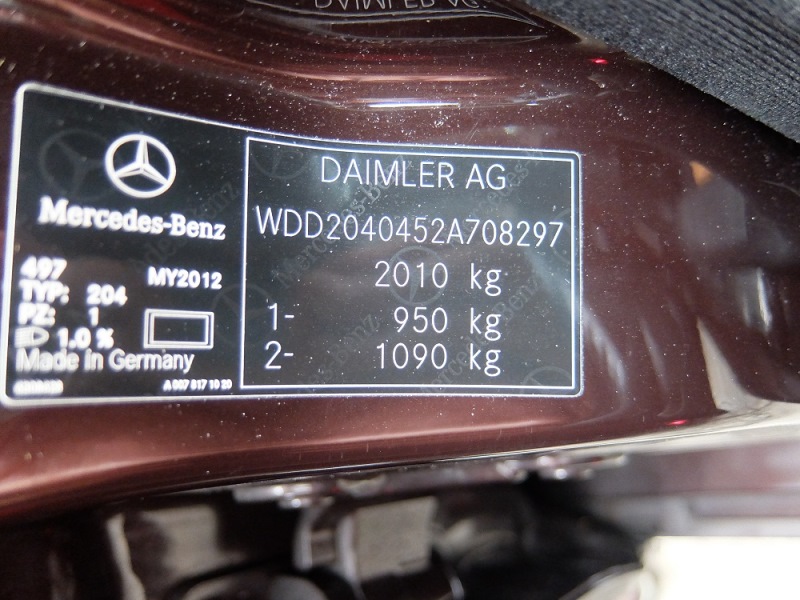 Mercedes-Benz
497
MY2012
TYP: 204
PZ: 1
1.0 %
Made in Germany
DAIMLER AG
WDD2040452A708297
2010 kg
1- 950 kg
2- 1090 kg